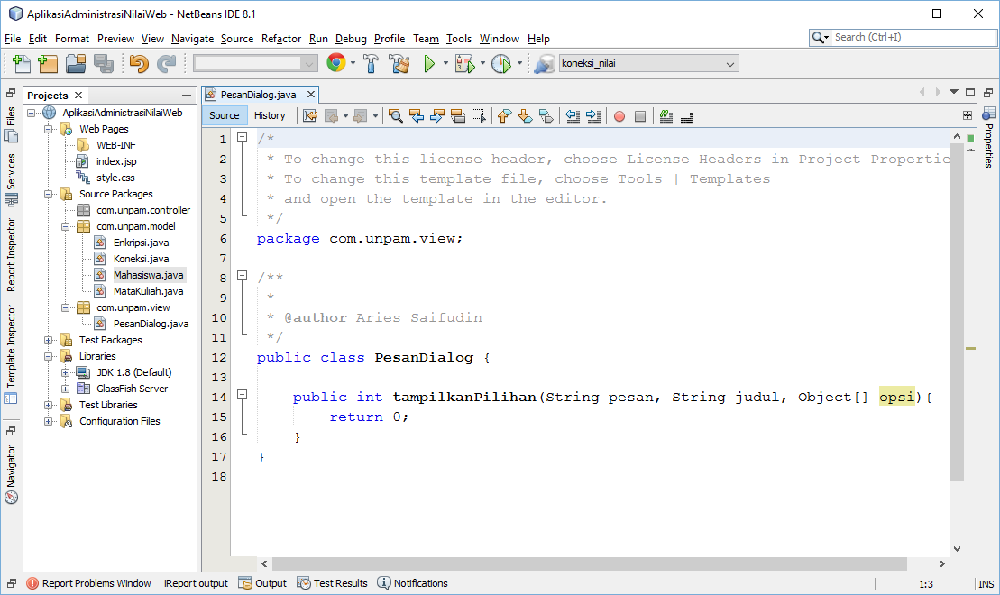 AplikasiAdministrasiNilaiWeb - NetBeans IDE 8.1
File Edit Format Preview View Navigate Source Refactor Run Debug Profile Team Tools Window Help
Search (Ctrl+I)
koneksi_nilai
Projects
PesanDialog.java
Source History
Files
Services
Report Inspector
Template Inspector
Navigator
AplikasiAdministrasiNilaiWeb
Web Pages
WEB-INF
index.jsp
style.css
Source Packages
com.unpam.controller
com.unpam.model
Enkripsi.java
Koneksi.java
Mahasiswa.java
MataKuliah.java
com.unpam.view
PesanDialog.java
Test Packages
Libraries
JDK 1.8 (Default)
GlassFish Server
Test Libraries
Configuration Files
1 /*
2 * To change this license header, choose License Headers in Project Propertie
3 * To change this template file, choose Tools | Templates
4 * and open the template in the editor.
5 */
6 package com.unpam.view;
7
8 /**
9 *
10 * @author Aries Saifudin
11 */
12 public class PesanDialog {
13
14 public int tampilkanPilihan(String pesan, String judul, Object[] opsi){
15 return 0;
16 }
17 }
18
Properties
Report Problems Window iReport output Output Test Results Notifications
1:3 INS